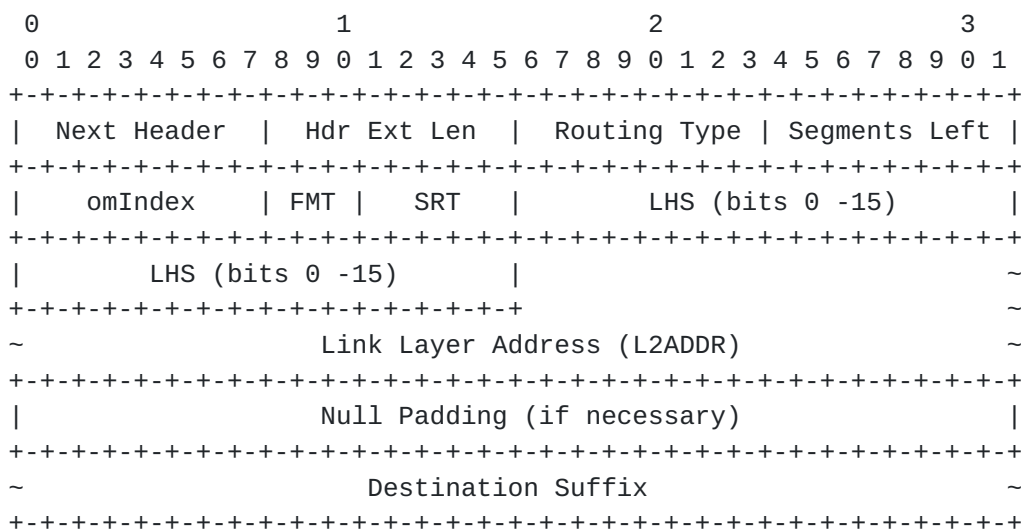 0                   1                   2                   3
 0 1 2 3 4 5 6 7 8 9 0 1 2 3 4 5 6 7 8 9 0 1 2 3 4 5 6 7 8 9 0 1
+-+-+-+-+-+-+-+-+-+-+-+-+-+-+-+-+-+-+-+-+-+-+-+-+-+-+-+-+-+-+-+-+
|  Next Header  |  Hdr Ext Len  |  Routing Type | Segments Left |
+-+-+-+-+-+-+-+-+-+-+-+-+-+-+-+-+-+-+-+-+-+-+-+-+-+-+-+-+-+-+-+-+
|    omIndex    | FMT |   SRT   |        LHS (bits 0 -15)       |
+-+-+-+-+-+-+-+-+-+-+-+-+-+-+-+-+-+-+-+-+-+-+-+-+-+-+-+-+-+-+-+-+
|        LHS (bits 0 -15)       |                               ~
+-+-+-+-+-+-+-+-+-+-+-+-+-+-+-+-+                               ~
~                   Link Layer Address (L2ADDR)                 ~
+-+-+-+-+-+-+-+-+-+-+-+-+-+-+-+-+-+-+-+-+-+-+-+-+-+-+-+-+-+-+-+-+
|                   Null Padding (if necessary)                 |
+-+-+-+-+-+-+-+-+-+-+-+-+-+-+-+-+-+-+-+-+-+-+-+-+-+-+-+-+-+-+-+-+
~                      Destination Suffix                       ~
+-+-+-+-+-+-+-+-+-+-+-+-+-+-+-+-+-+-+-+-+-+-+-+-+-+-+-+-+-+-+-+-+